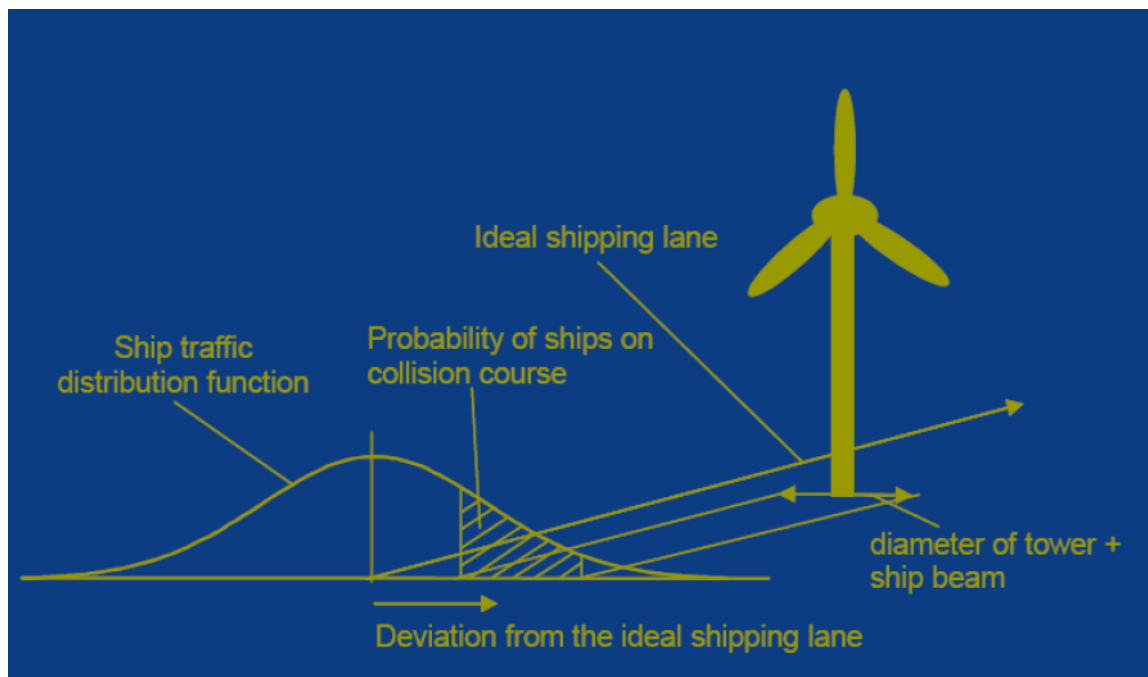 Ideal shipping lane
Probability of ships on
collision course
Ship traffic
distribution function
diameter of tower +
ship beam
Deviation from the ideal shipping lane